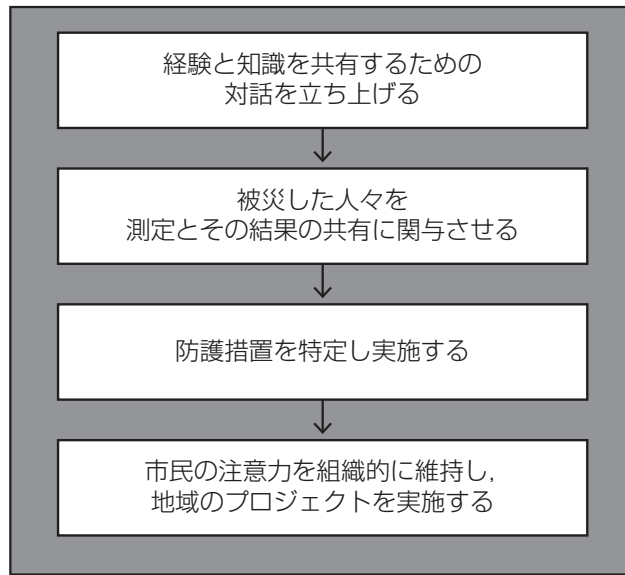 経験と知識を共有するための
対話を立ち上げる
被災した人々を
測定とその結果の共有に関与させる
防護措置を特定し実施する
市民の注意力を組織的に維持し,
地域のプロジェクトを実施する